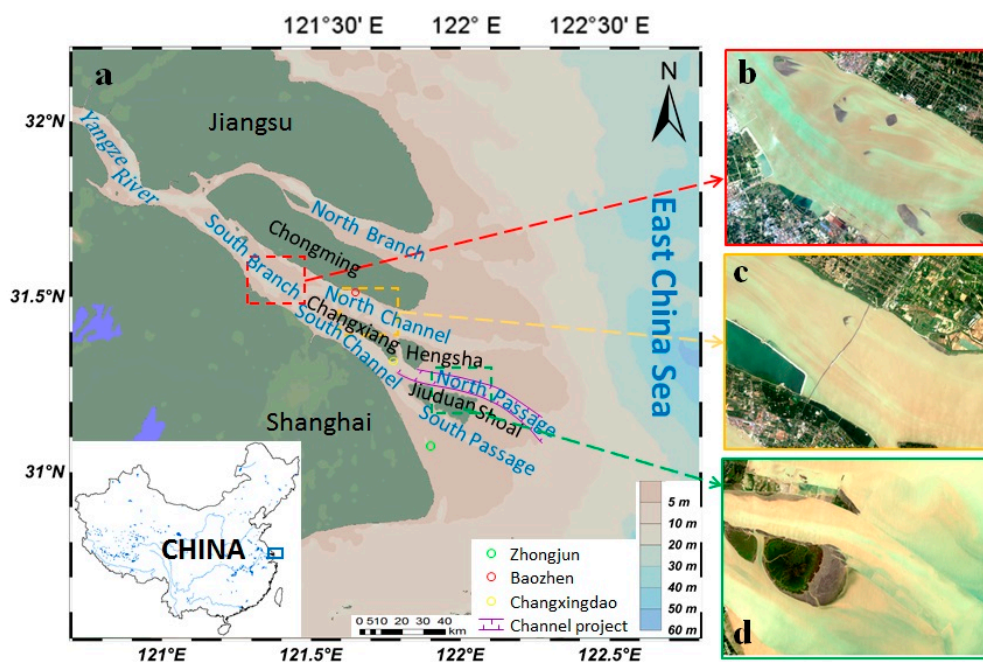 121°30' E
122° E
122°30' E
a
N
32°N
31.5°N
31°N
Jiangsu
Yangze
River
North Branch
Chongming
South Branch
North Channel
Changxiang
South Channel
Hengsha
North Passage
Jiuduan Shoal
South Passage
Shanghai
East China Sea
CHINA
Zhongjun
Baozhen
Changxingdao
Channel project
0 510 20 30 40
km
5 m
10 m
20 m
30 m
40 m
50 m
60 m
121°E
121.5°E
122°E
122.5°E
b
c
d